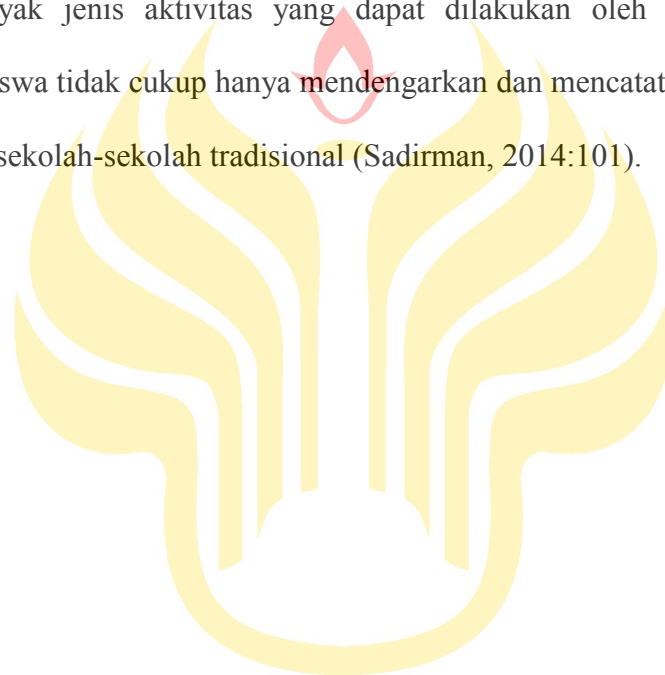 yak jenis aktivitas yang dapat dilakukan oleh
swa tidak cukup hanya mendengarkan dan mencatat
sekolah-sekolah tradisional (Sadirman, 2014:101).